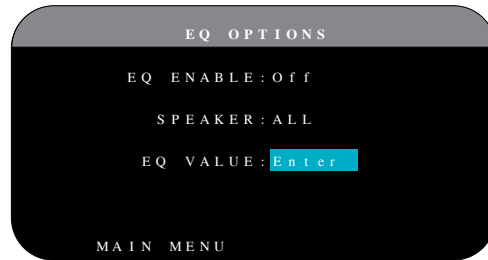 EQ OPTIONS
EQ ENABLE:Off
SPEAKER:ALL
EQ VALUE:Enter
MAIN MENU